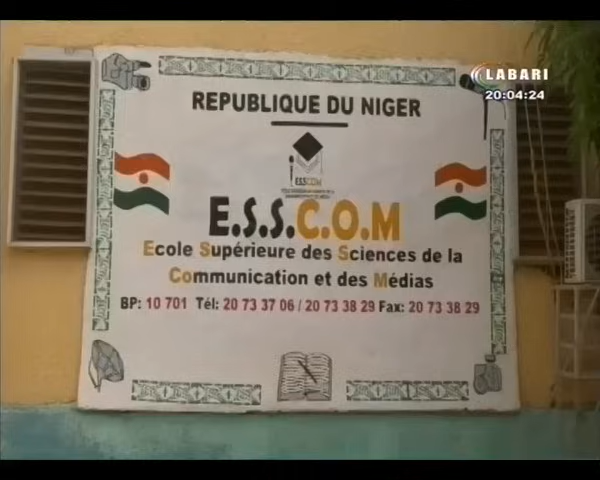 LABARI
20:04:24
REPUBLIQUE DU NIGER
ESSCOM
E.S.S.C.O.M
Ecole Supérieure des Sciences de la
Communication et des Médias
BP: 10 701 Tél: 20 73 37 06 / 20 73 38 29 Fax: 20 73 38 29